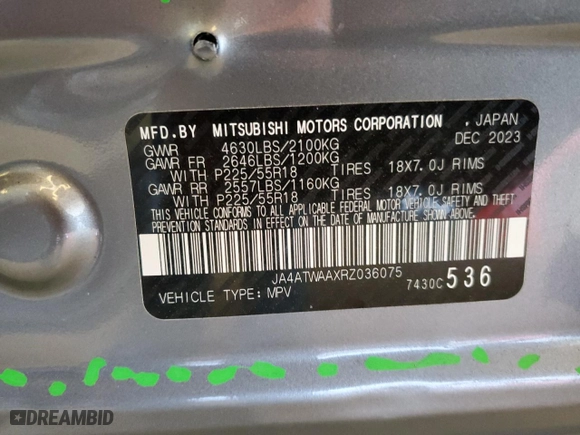 MFD.BY MITSUBISHI MOTORS CORPORATION . JAPAN
GVWR 4630LBS/2100KG DEC 2023
GAWR FR 2646LBS/1200KG
WITH P225/55R18 TIRES 18X7.0J RIMS
GAWR RR 2557LBS/1160KG
WITH P225/55R18 TIRES 18X7.0J RIMS
THIS VEHICLE CONFORMS TO ALL APPLICABLE FEDERAL MOTOR VEHICLE SAFETY AND THEFT
PREVENTION STANDARDS IN EFFECT ON THE DATE OF MANUFACTURE SHOWN ABOVE.
JA4ATWAAXRZ036075
VEHICLE TYPE: MPV 7430C 536
DREAMBID